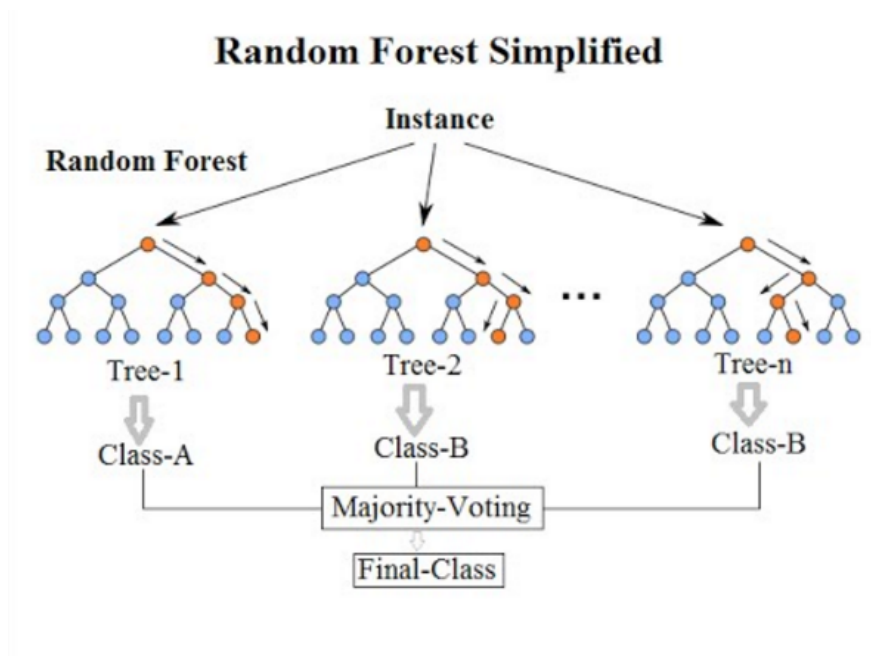 Random Forest Simplified
Instance
Random Forest
...
Tree-1
Tree-2
Tree-n
Class-A
Class-B
Class-B
Majority-Voting
Final-Class